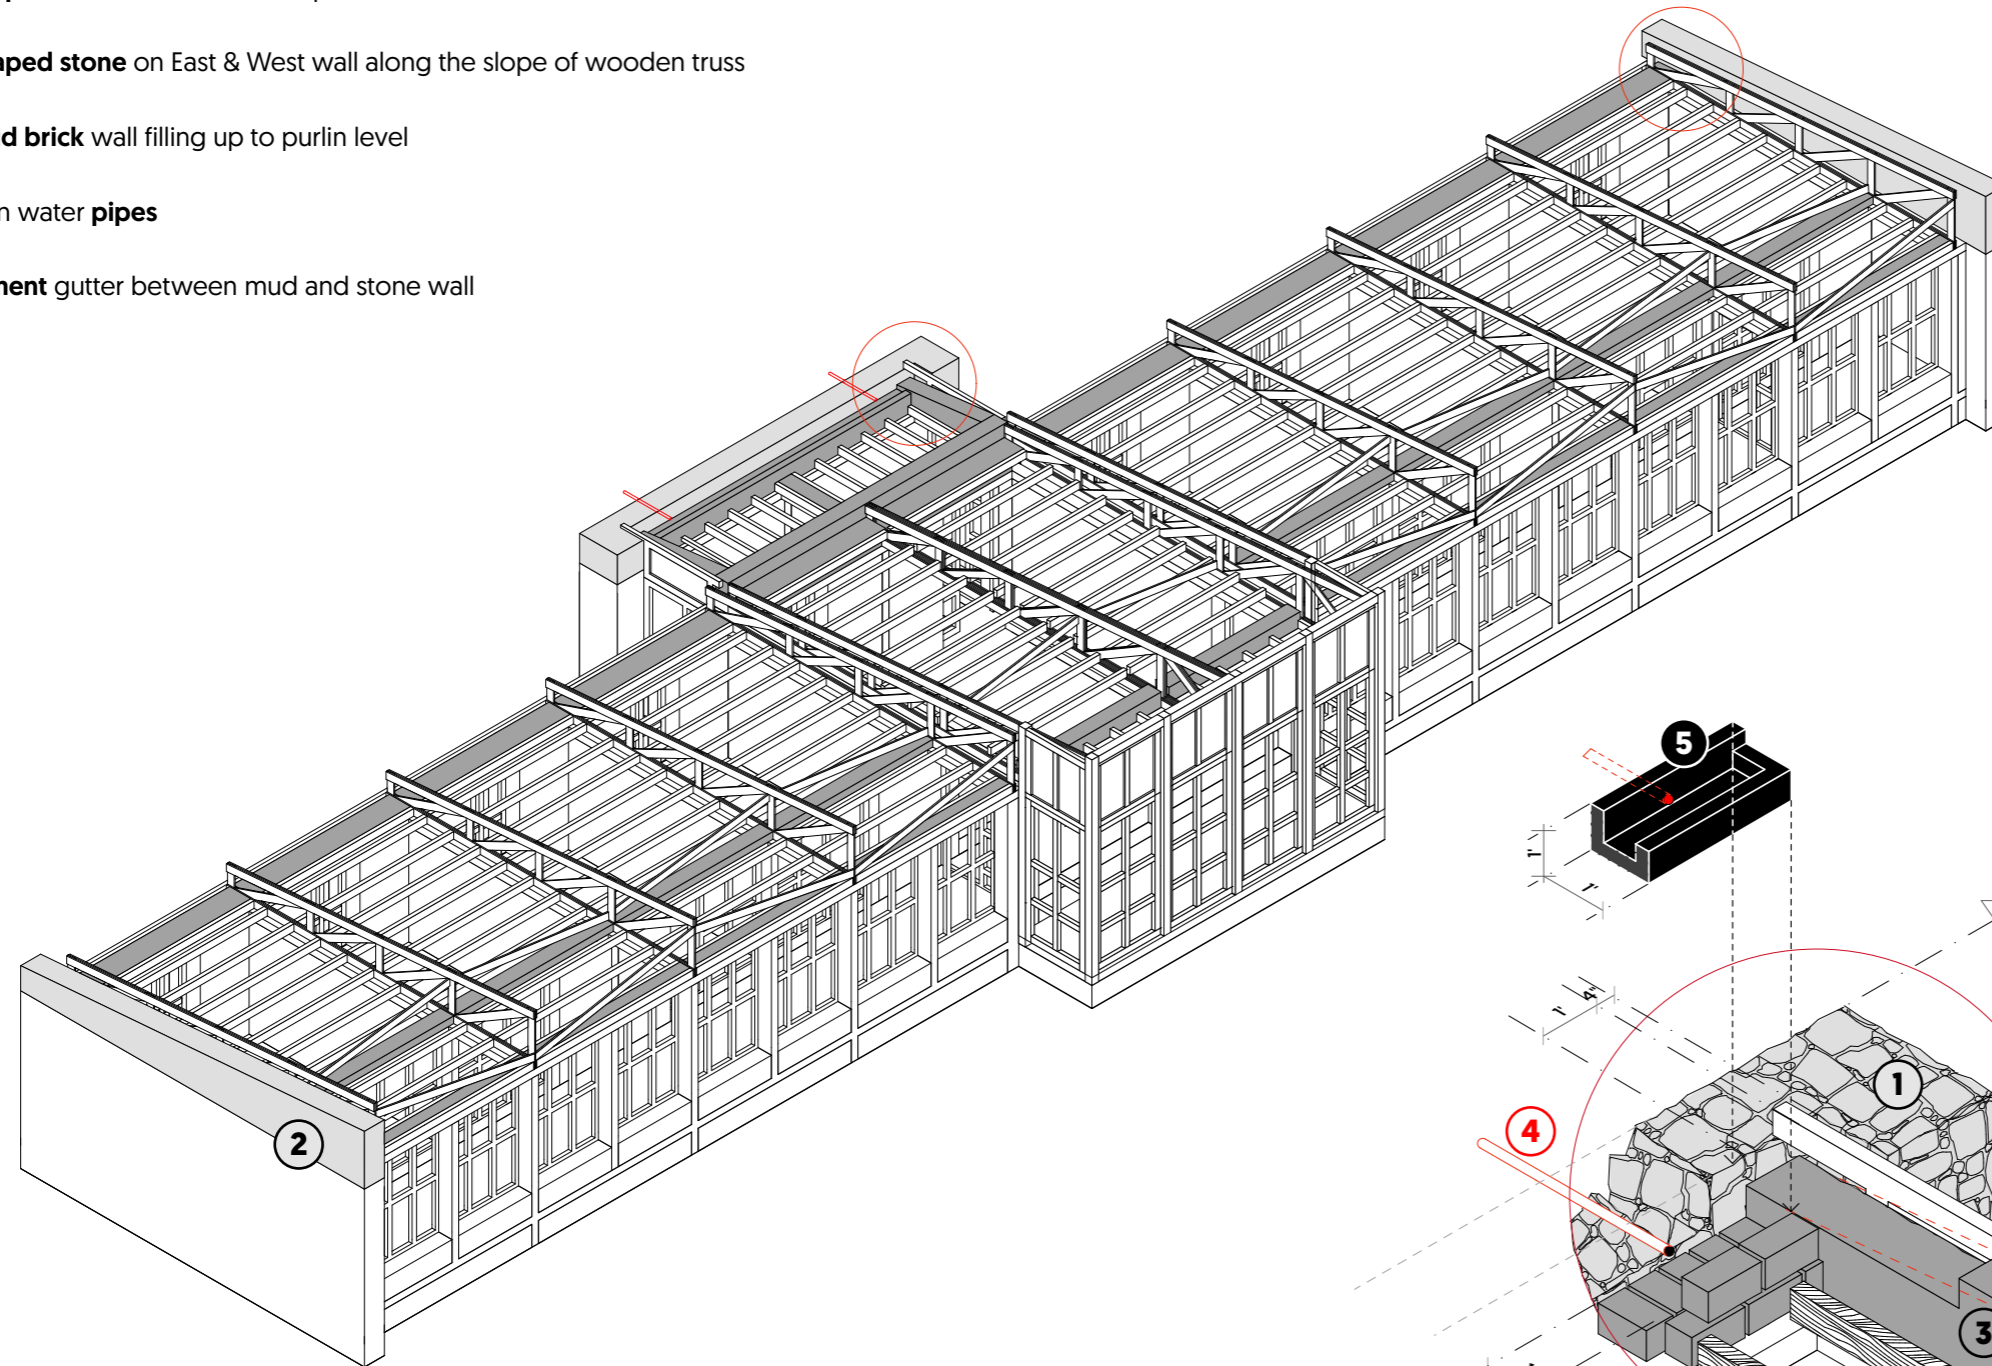 aped stone on East & West wall along the slope of wooden truss
d brick wall filling up to purlin level
n water pipes
nent gutter between mud and stone wall
5
1'
1'
4"
1'
1
4
2
3